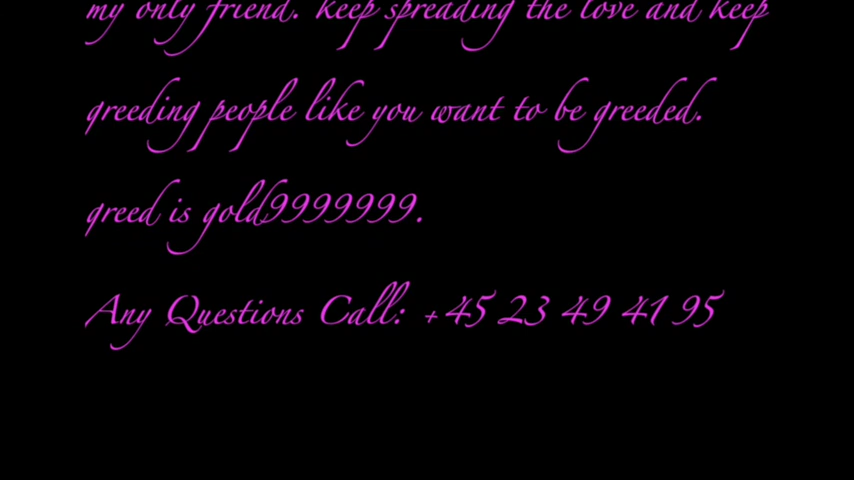 my only friend. keep spreading the love and keep
greeding people like you want to be greeded.
greed is gold9999999.
Any Questions Call: +45 23 49 41 95